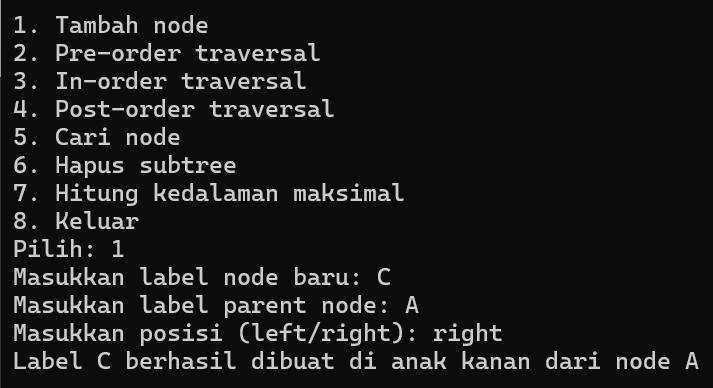 1. Tambah node
2. Pre-order traversal
3. In-order traversal
4. Post-order traversal
5. Cari node
6. Hapus subtree
7. Hitung kedalaman maksimal
8. Keluar
Pilih: 1
Masukkan label node baru: C
Masukkan label parent node: A
Masukkan posisi (left/right): right
Label C berhasil dibuat di anak kanan dari node A